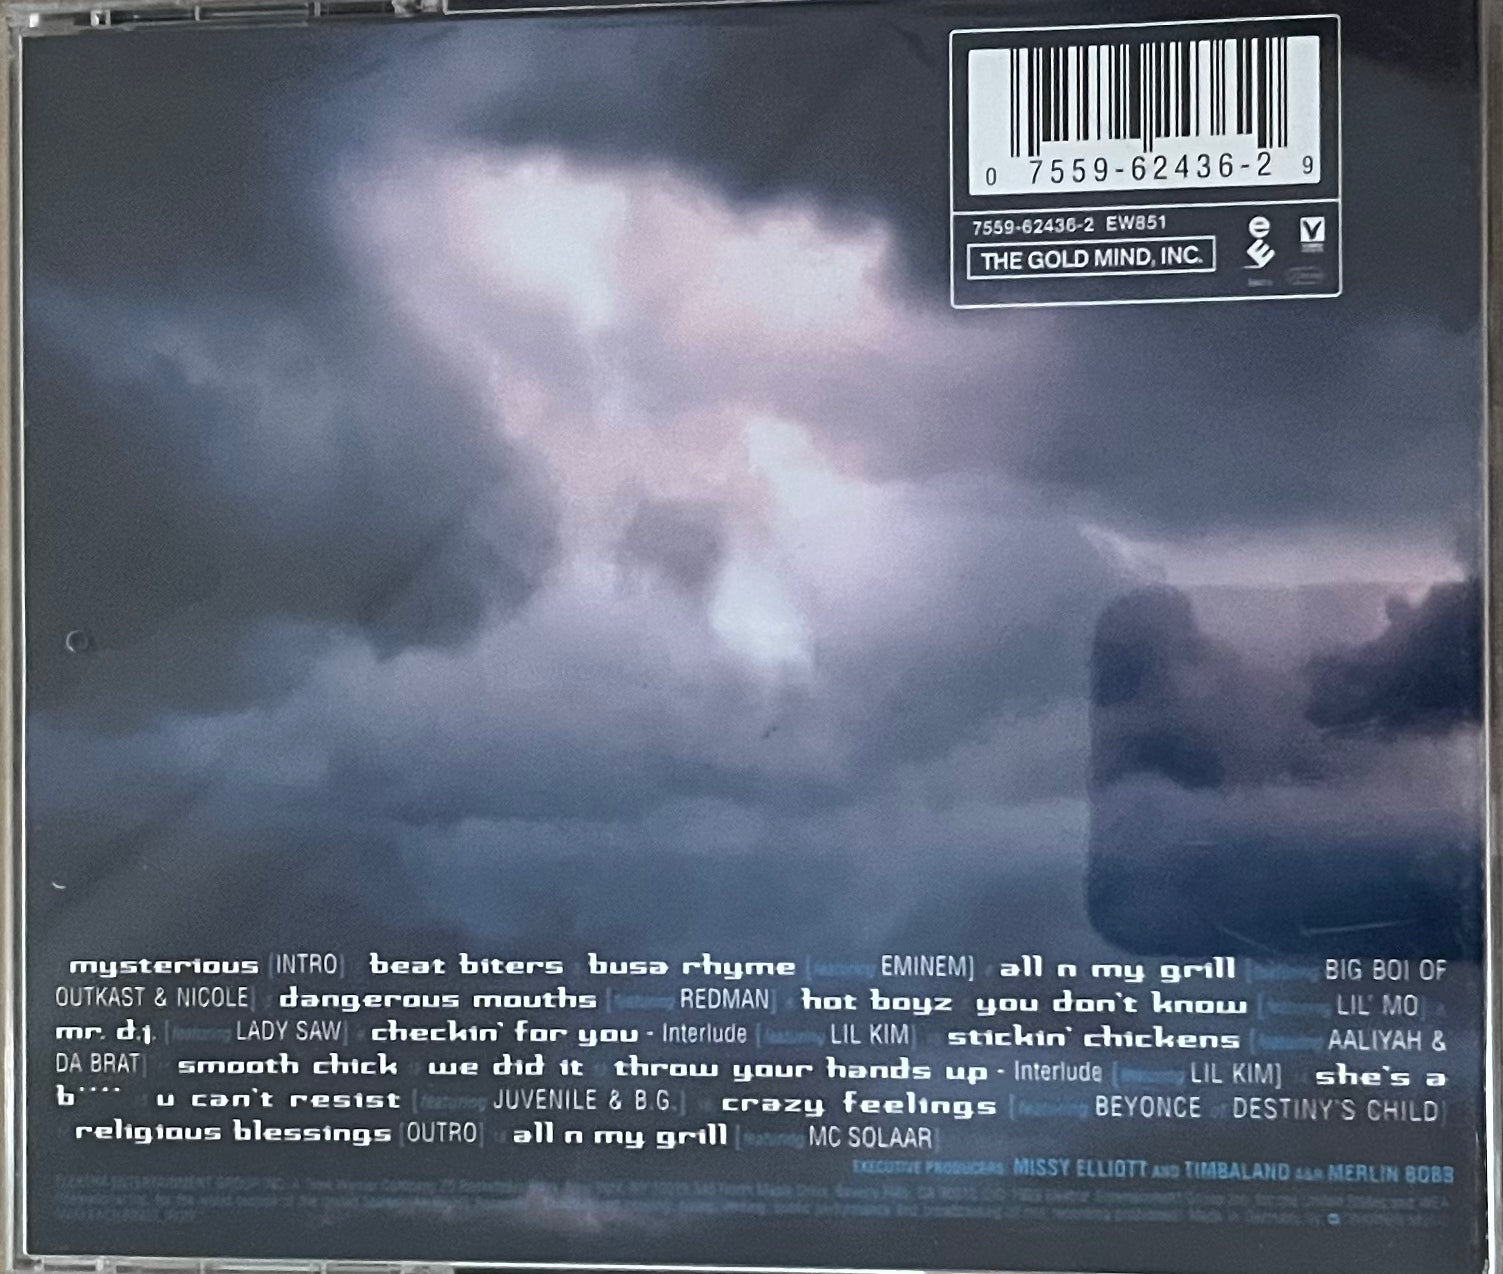 0 7559-62436-2 9
7559-62436-2 EW851
THE GOLD MIND, INC.
mysterious [INTRO] beat biters busa rhyme [featuring EMINEM] all n my grill [featuring BIG BOI OF
OUTKAST & NICOLE] dangerous mouths [featuring REDMAN] hot boyz you don't know [featuring LIL' MO]
mr. d.j. [featuring LADY SAW] checkin' for you - Interlude [featuring LIL KIM] stickin' chickens [featuring AALIYAH &
DA BRAT] smooth chick we did it throw your hands up - Interlude [featuring LIL KIM] she's a
b**** u can't resist [featuring JUVENILE & B.G.] crazy feelings [featuring BEYONCE of DESTINY'S CHILD]
religious blessings [OUTRO] all n my grill [featuring MC SOLAAR]
EXECUTIVE PRODUCERS MISSY ELLIOTT AND TIMBALAND A&R MERLIN BOBB